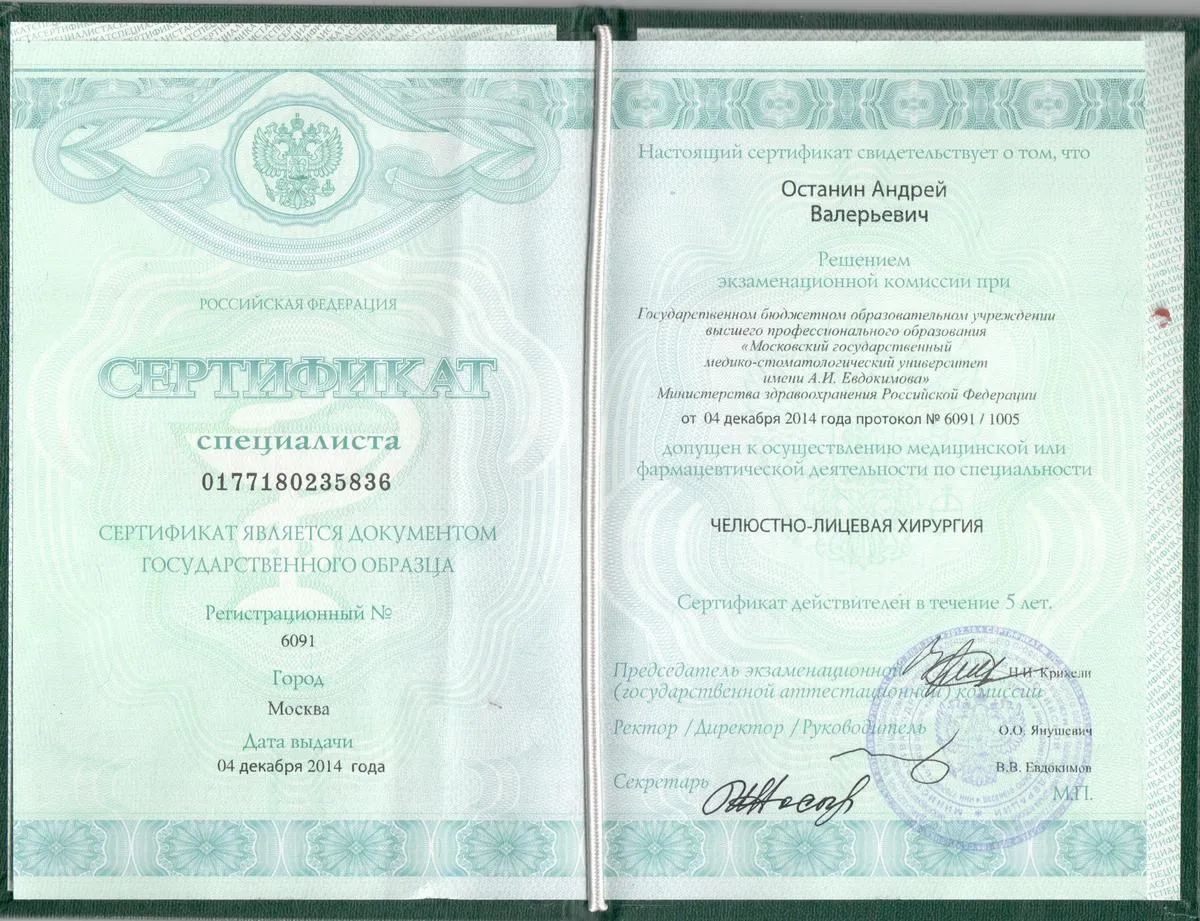 РОССИЙСКАЯ ФЕДЕРАЦИЯ
СЕРТИФИКАТ
специалиста
0177180235836
СЕРТИФИКАТ ЯВЛЯЕТСЯ ДОКУМЕНТОМ
ГОСУДАРСТВЕННОГО ОБРАЗЦА
Регистрационный №
6091
Город
Москва
Дата выдачи
04 декабря 2014 года
Настоящий сертификат свидетельствует о том, что
Останин Андрей
Валерьевич
Решением
экзаменационной комиссии при
Государственном бюджетном образовательном учреждении
высшего профессионального образования
«Московский государственный
медико-стоматологический университет
имени А.И. Евдокимова»
Министерства здравоохранения Российской Федерации
от 04 декабря 2014 года протокол № 6091 / 1005
допущен к осуществлению медицинской или
фармацевтической деятельности по специальности
ЧЕЛЮСТНО-ЛИЦЕВАЯ ХИРУРГИЯ
Сертификат действителен в течение 5 лет.
Председатель экзаменационной Н.И. Крихели
(государственной аттестационной) комиссии
Ректор /Директор /Руководитель О.О. Янушевич
В.В. Евдокимов
Секретарь
М.П.